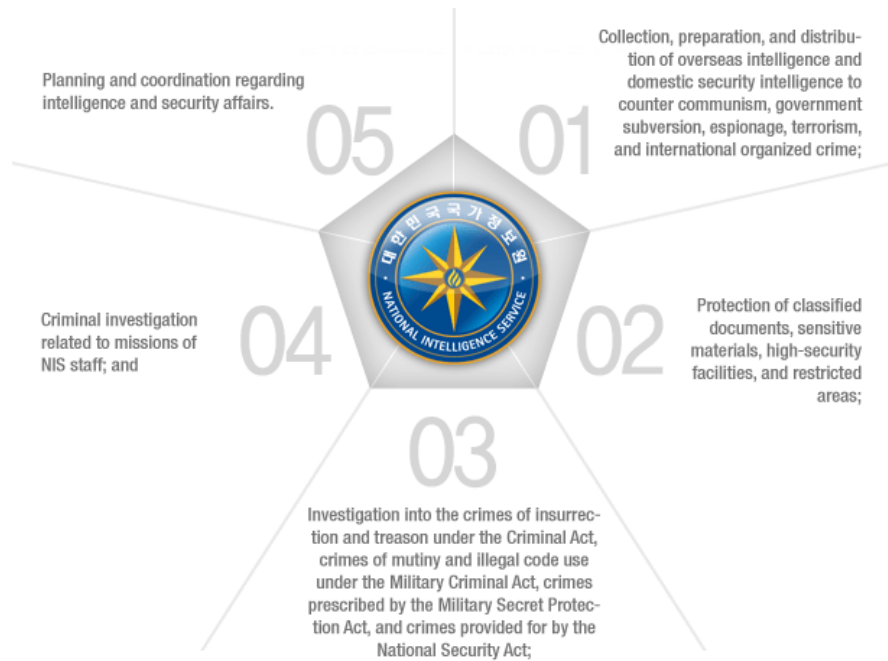 01
Collection, preparation, and distribu-
tion of overseas intelligence and
domestic security intelligence to
counter communism, government
subversion, espionage, terrorism,
and international organized crime;
02
Protection of classified
documents, sensitive
materials, high-security
facilities, and restricted
areas;
03
Investigation into the crimes of insurrec-
tion and treason under the Criminal Act,
crimes of mutiny and illegal code use
under the Military Criminal Act, crimes
prescribed by the Military Secret Protec-
tion Act, and crimes provided for by the
National Security Act;
04
Criminal investigation
related to missions of
NIS staff; and
05
Planning and coordination regarding
intelligence and security affairs.
대한민국국가정보원
NATIONAL INTELLIGENCE SERVICE